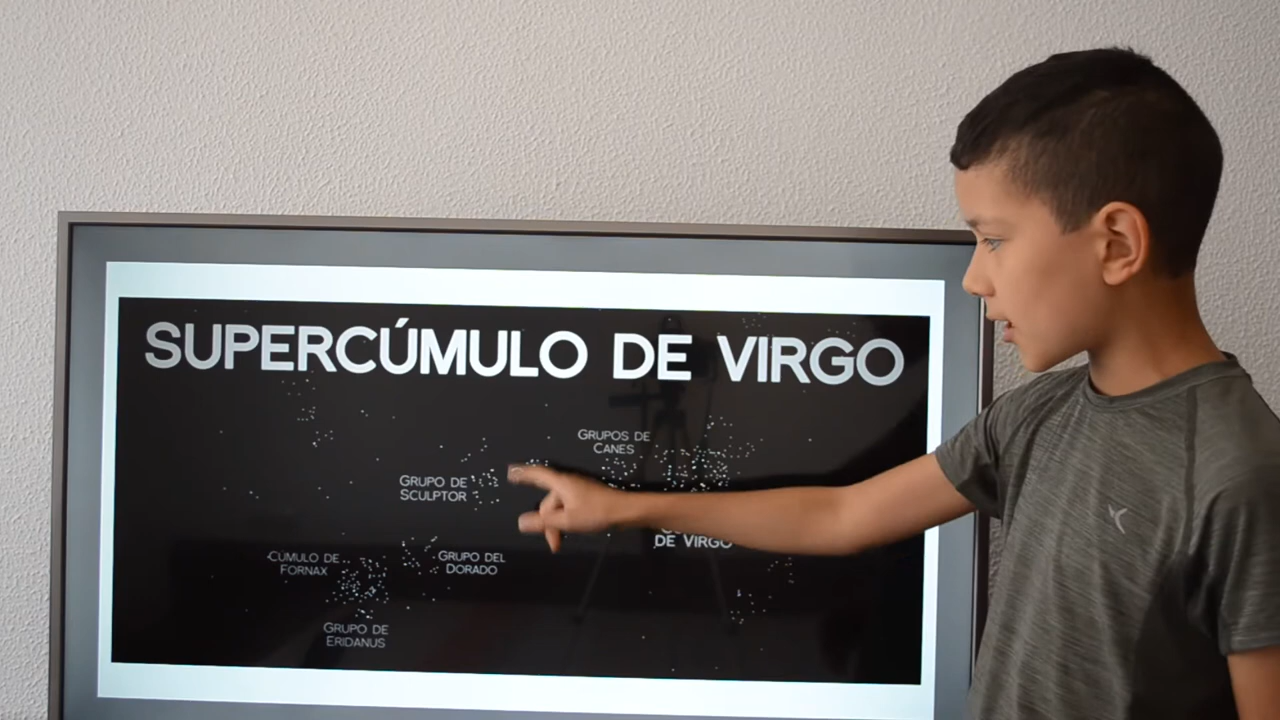 SUPERCÚMULO DE VIRGO
GRUPOS DE
CANES
GRUPO DE
SCULPTOR
DE VIRGO
CÚMULO DE
FORNAX
GRUPO DEL
DORADO
GRUPO DE
ERIDANUS